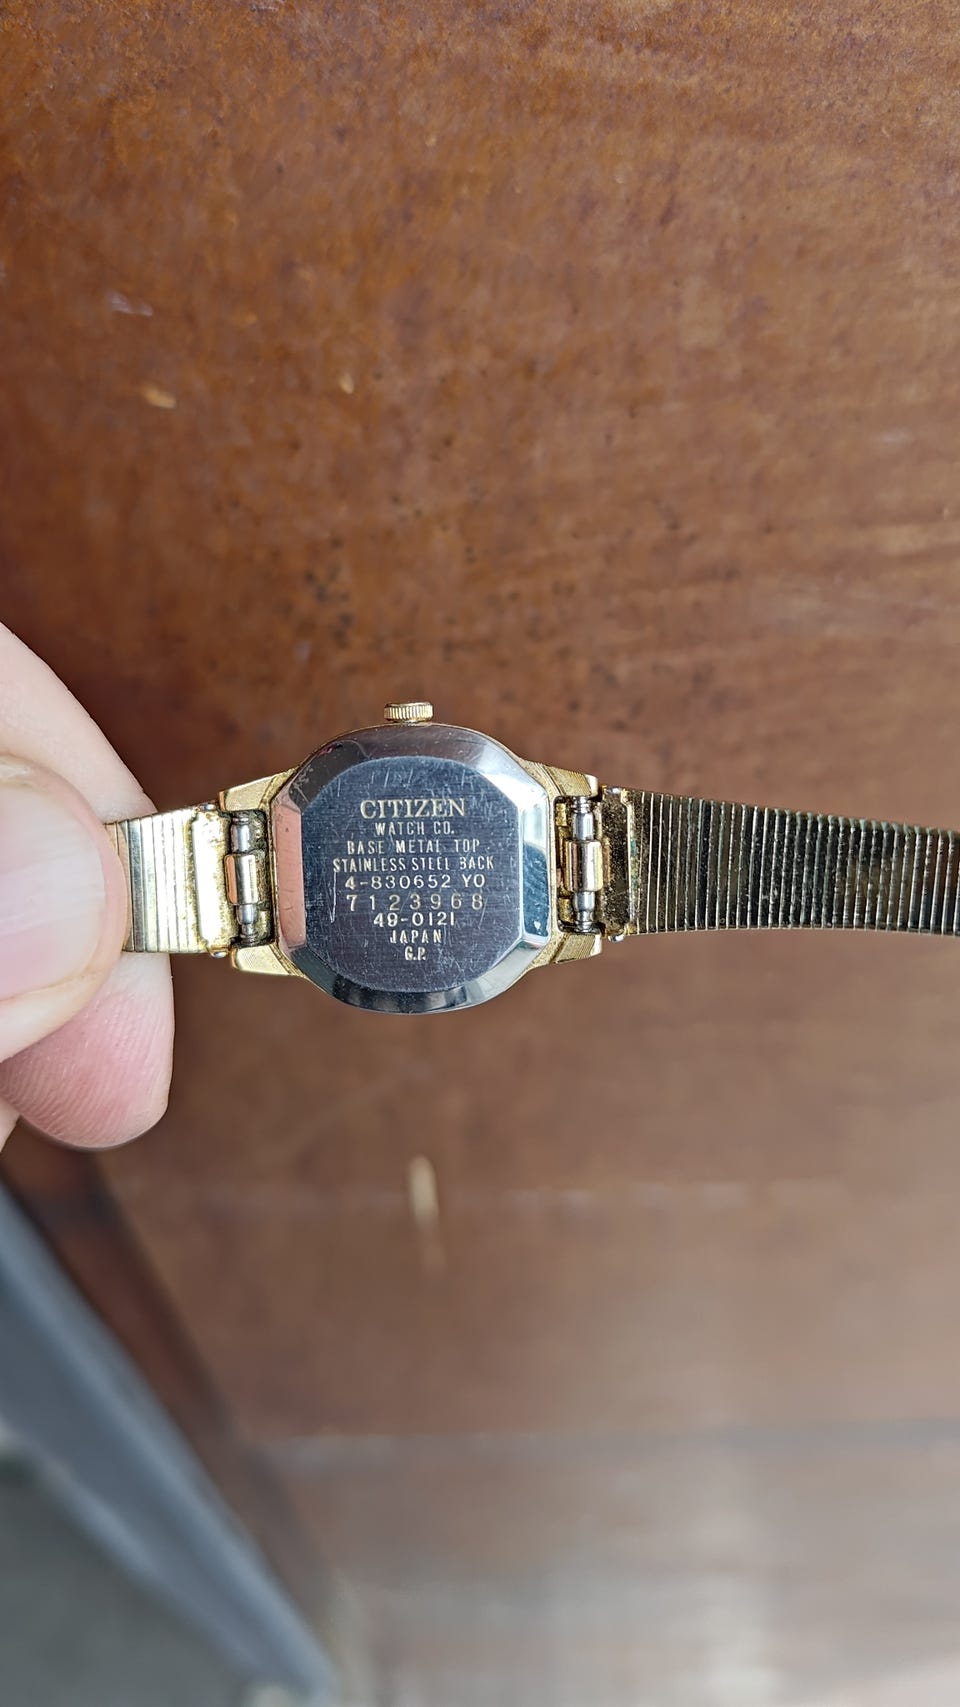 CITIZEN
WATCH CO.
BASE METAL TOP
STAINLESS STEEL BACK
4-830652 YO
7123968
49-0121
JAPAN
G.P.